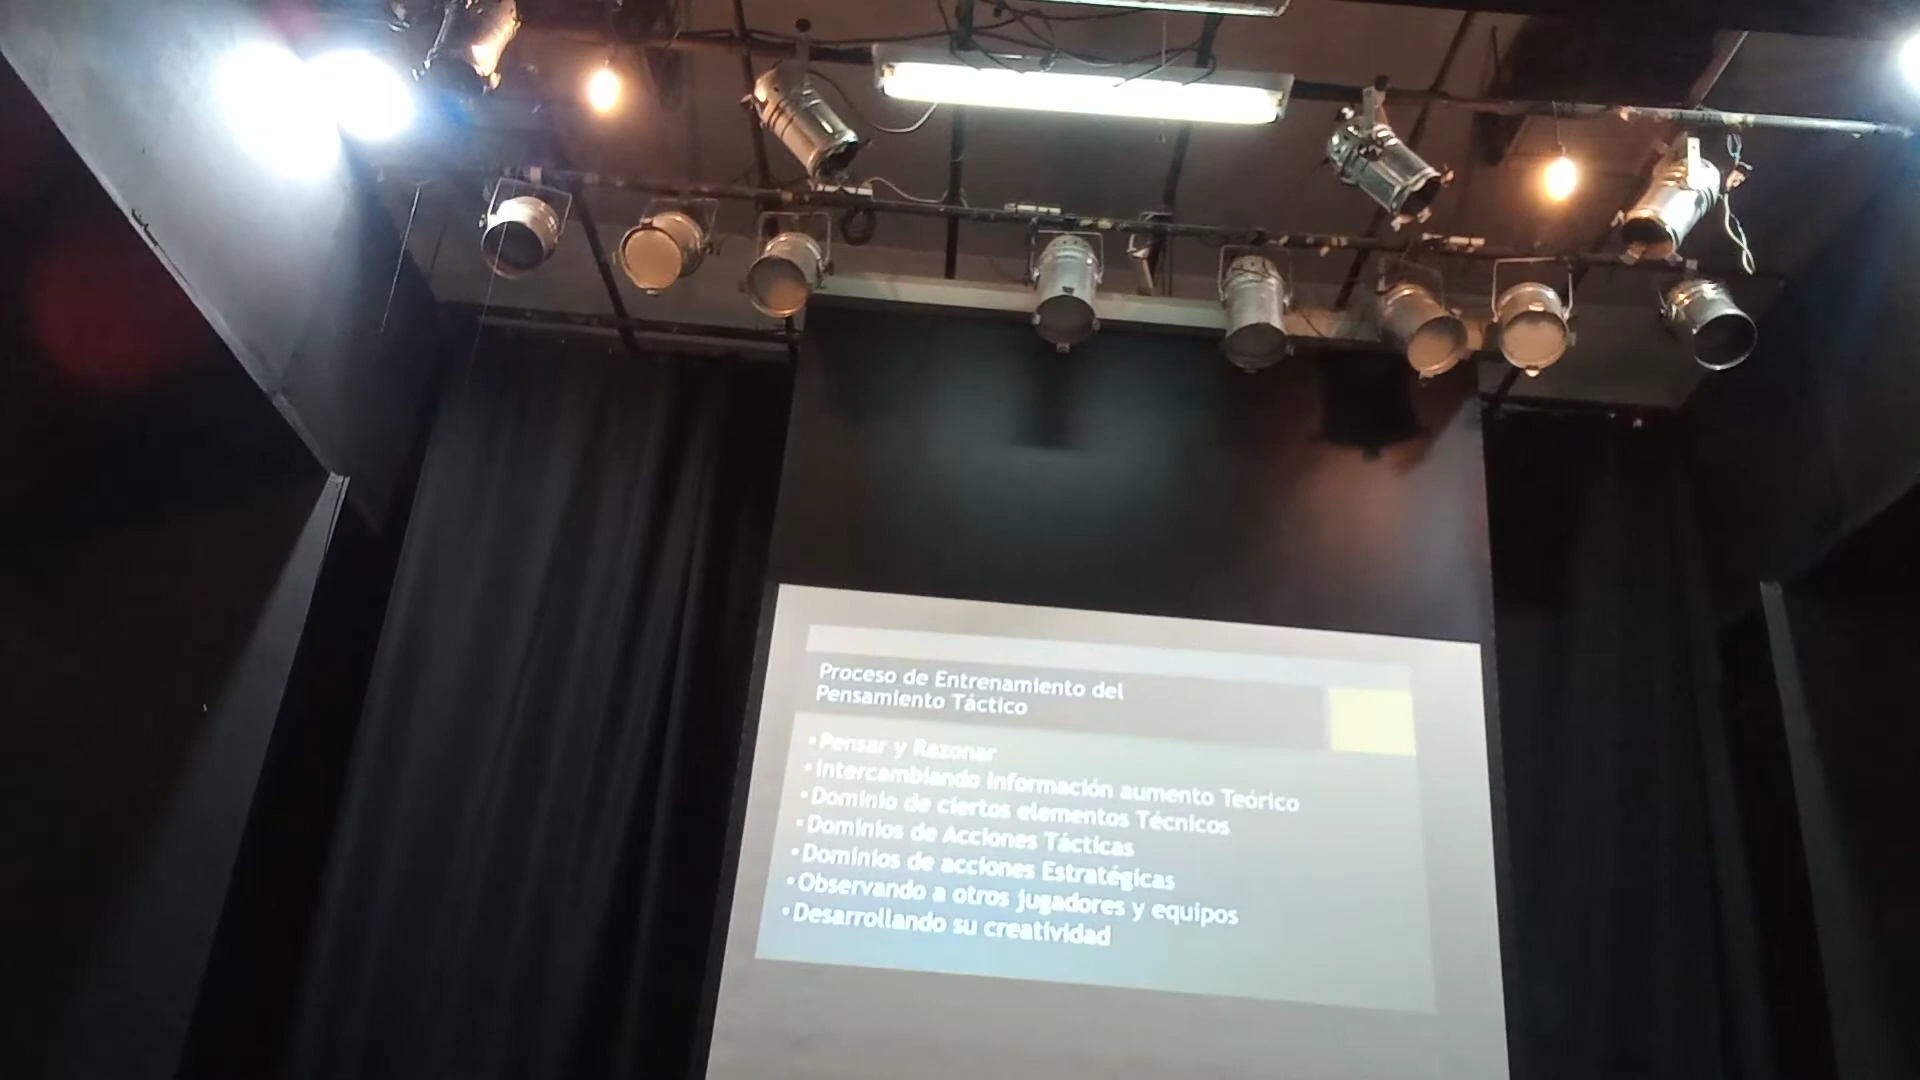 Proceso de Entrenamiento del
Pensamiento Táctico
•Pensar y Razonar
•Intercambiando información aumento Teórico
•Dominio de ciertos elementos Técnicos
•Dominios de Acciones Tácticas
•Dominios de acciones Estratégicas
•Observando a otros jugadores y equipos
•Desarrollando su creatividad